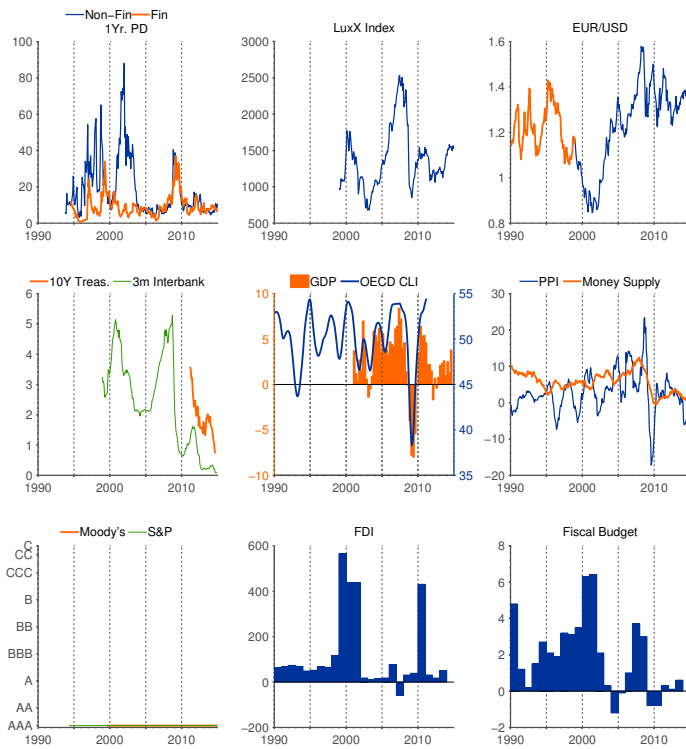 Non-Fin Fin
1Yr. PD
100
80
60
40
20
0
1990 2000 2010
LuxX Index
3000
2500
2000
1500
1000
500
1990 2000 2010
EUR/USD
1.6
1.4
1.2
1
0.8
1990 2000 2010
10Y Treas. 3m Interbank
6
5
4
3
2
1
0
1990 2000 2010
GDP OECD CLI
10 55
5 50
0 45
−5 40
−10 35
1990 2000 2010
PPI Money Supply
30
20
10
0
−10
−20
1990 2000 2010
Moody's S&P
C
CC
CCC
B
BB
BBB
A
AA
AAA
1990 2000 2010
FDI
600
400
200
0
−200
1990 2000 2010
Fiscal Budget
8
6
4
2
0
−2
1990 2000 2010